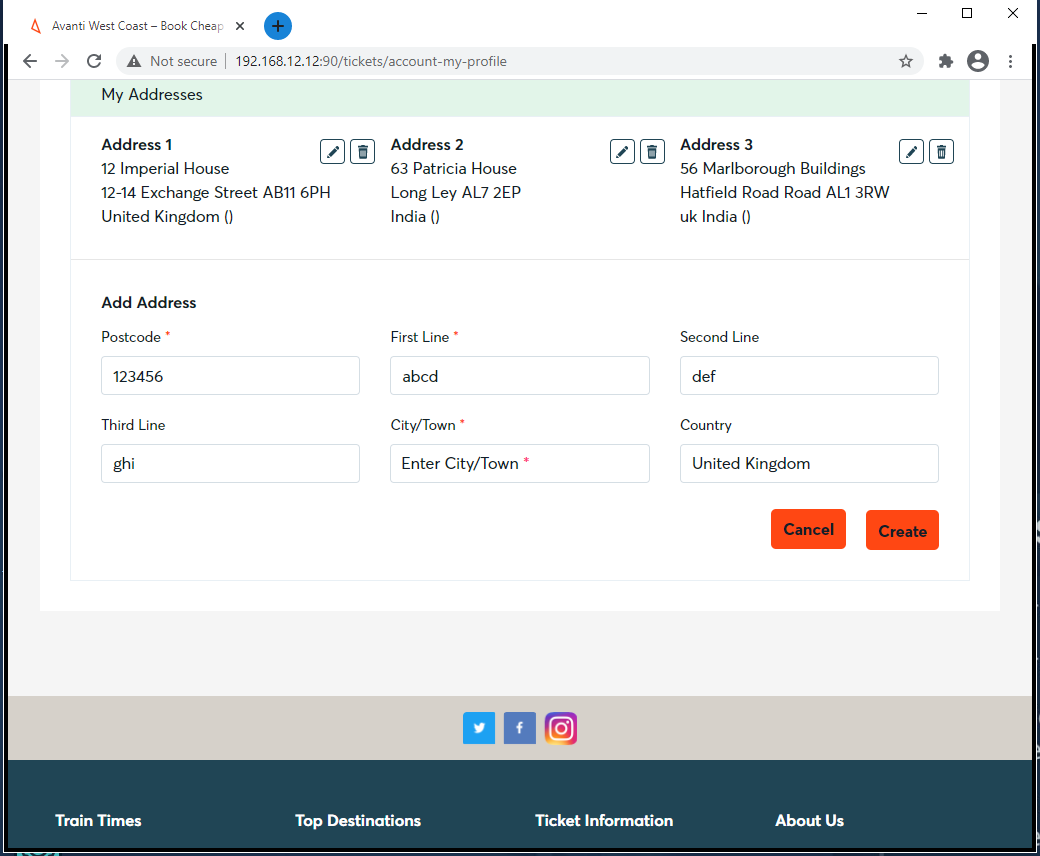 Avanti West Coast – Book Cheap
Not secure
192.168.12.12:90/tickets/account-my-profile
My Addresses
Address 1
12 Imperial House
12-14 Exchange Street AB11 6PH
United Kingdom ()
Address 2
63 Patricia House
Long Ley AL7 2EP
India ()
Address 3
56 Marlborough Buildings
Hatfield Road Road AL1 3RW
uk India ()
Add Address
Postcode *
First Line *
Second Line
123456
abcd
def
Third Line
City/Town *
Country
ghi
Enter City/Town *
United Kingdom
Cancel
Create
Train Times
Top Destinations
Ticket Information
About Us